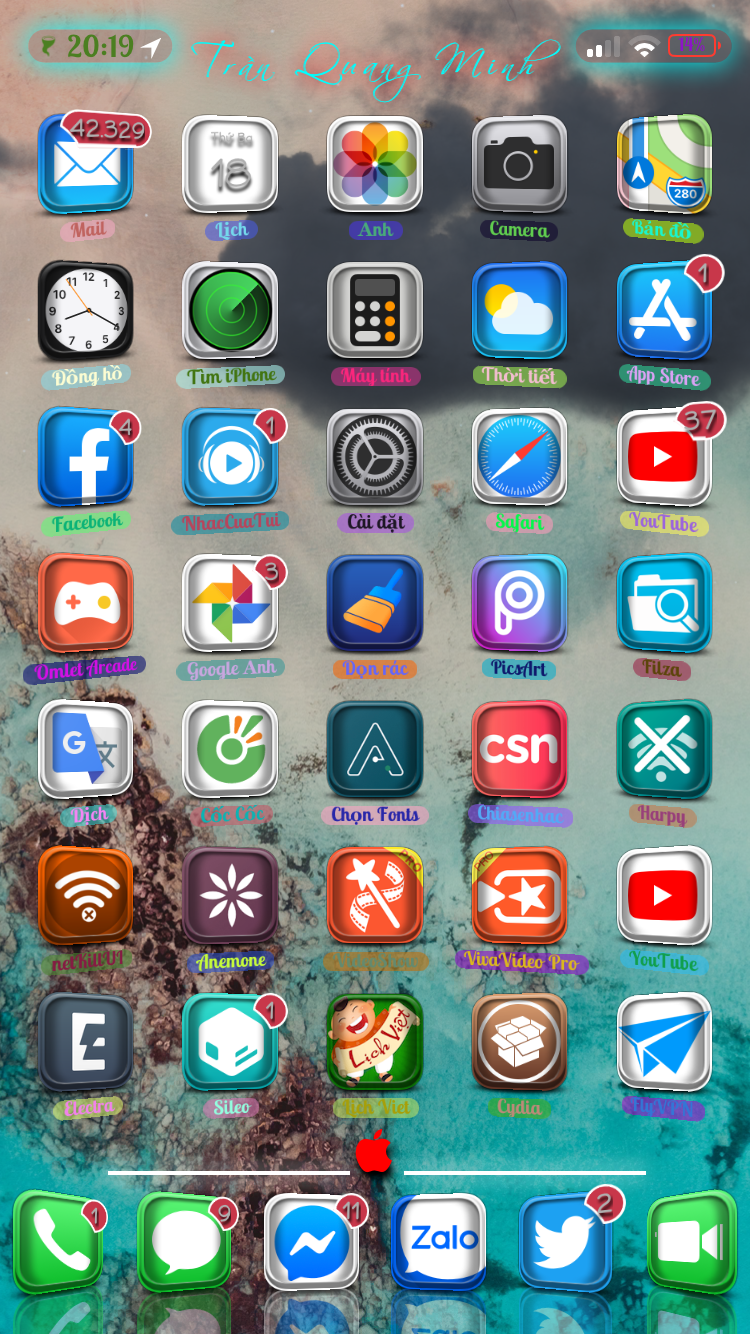 20:19
Trần Quang Minh
14%
42.329
Thứ Ba
18
280
Mail
Lịch
Ảnh
Camera
Bản đồ
12
11
1
10
2
9
3
8
4
7
5
6
1
Đồng hồ
Tìm iPhone
Máy tính
Thời tiết
App Store
4
1
37
Facebook
NhacCuaTui
Cài đặt
Safari
YouTube
3
Omlet Arcade
Google Ảnh
Dọn rác
PicsArt
Filza
G
文
csn
Dịch
Cốc Cốc
Chọn Fonts
Chiasenhac
Harpy
PRO
PRO
netKillUI
Anemone
VivaVideo Pro
YouTube
1
Lịch Việt
Electra
Sileo
Lịch Việt
Cydia
FlyVPN
1
9
11
Zalo
2